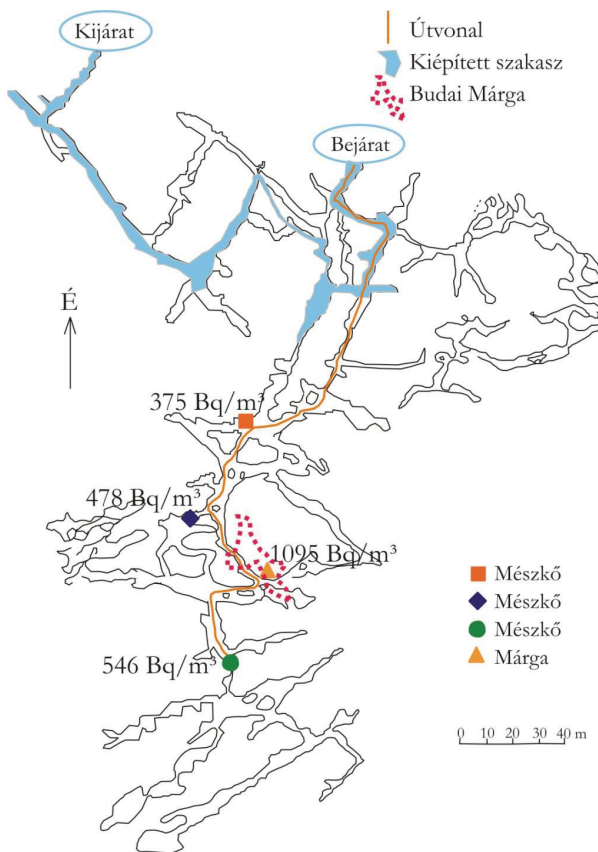 Kijárat
Útvonal
Kiépített szakasz
Budai Márga
Bejárat
É
375 Bq/m³
478 Bq/m³
1095 Bq/m³
546 Bq/m³
Mészkő
Mészkő
Mészkő
Márga
0 10 20 30 40 m